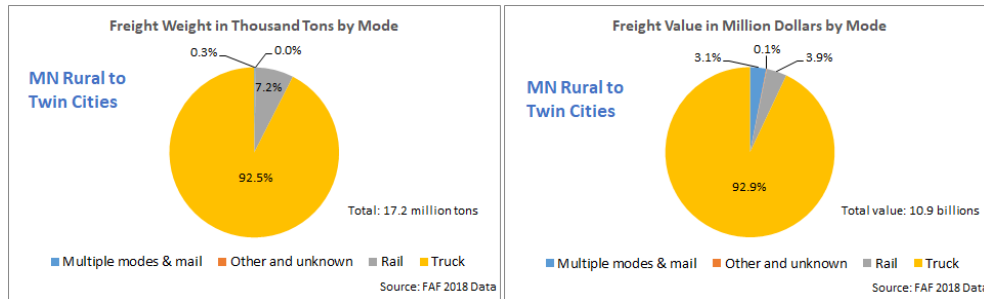 Freight Weight in Thousand Tons by Mode
0.3%
0.0%
MN Rural to
Twin Cities
7.2%
92.5%
Total: 17.2 million tons
Multiple modes & mail
Other and unknown
Rail
Truck
Source: FAF 2018 Data
Freight Value in Million Dollars by Mode
3.1%
0.1%
3.9%
MN Rural to
Twin Cities
92.9%
Total value: 10.9 billions
Multiple modes & mail
Other and unknown
Rail
Truck
Source: FAF 2018 Data